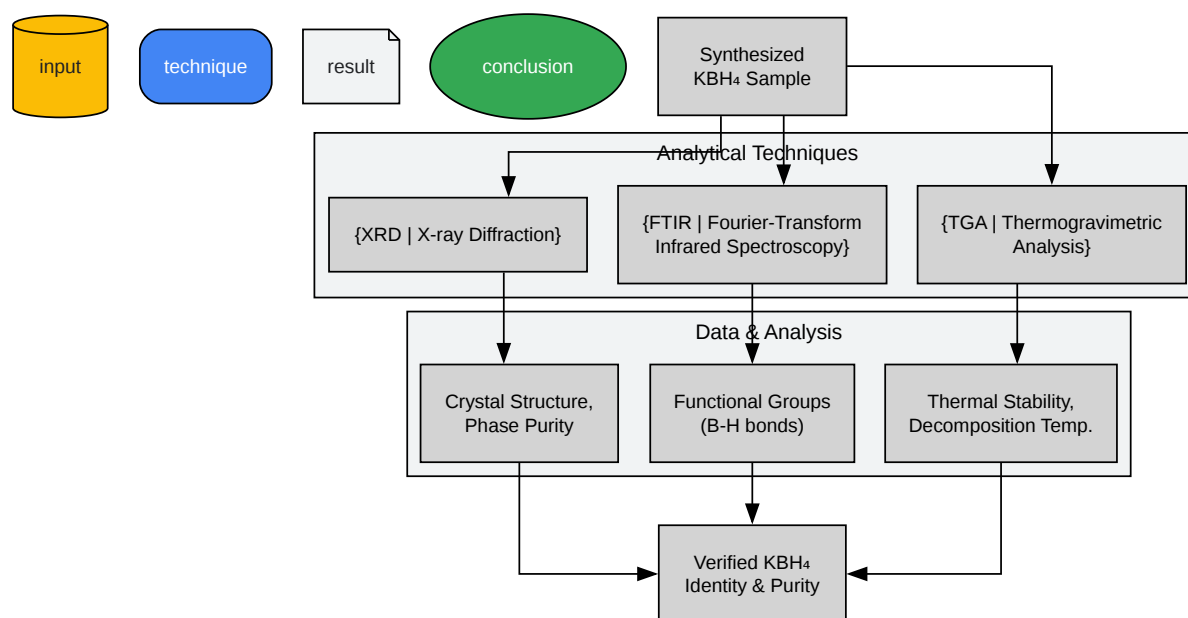 input
technique
result
conclusion
Synthesized
KBH₄ Sample
Analytical Techniques
{XRD | X-ray Diffraction}
{FTIR | Fourier-Transform
Infrared Spectroscopy}
{TGA | Thermogravimetric
Analysis}
Data & Analysis
Crystal Structure,
Phase Purity
Functional Groups
(B-H bonds)
Thermal Stability,
Decomposition Temp.
Verified KBH₄
Identity & Purity